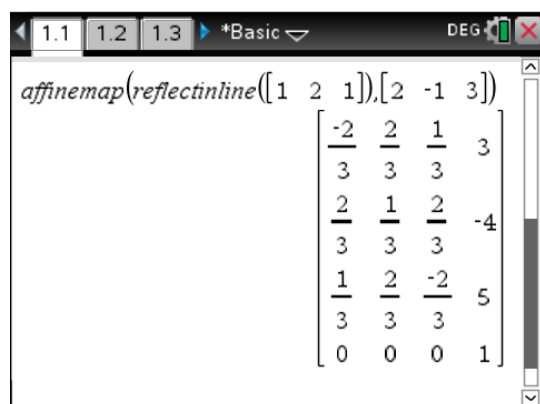 1.1 1.2 1.3 *Basic DEG
affinemap(reflectinline([1 2 1]),[2 -1 3])
-2/3 2/3 1/3 3
2/3 1/3 2/3 -4
1/3 2/3 -2/3 5
0 0 0 1